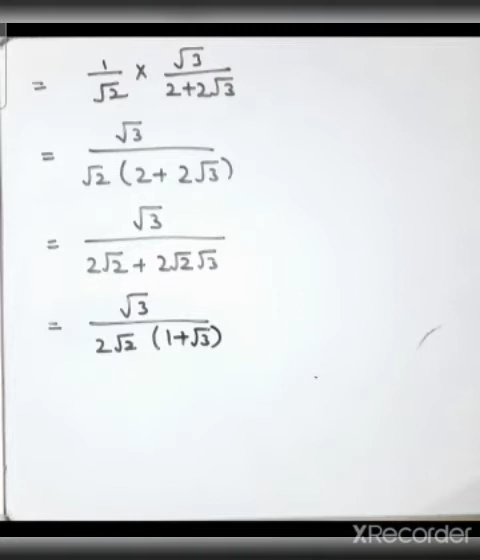 = 1/√2 × √3/(2+2√3)
= √3/(√2 (2+ 2√3))
= √3/(2√2 + 2√2√3)
= √3/(2√2 (1+√3))
XRecorder